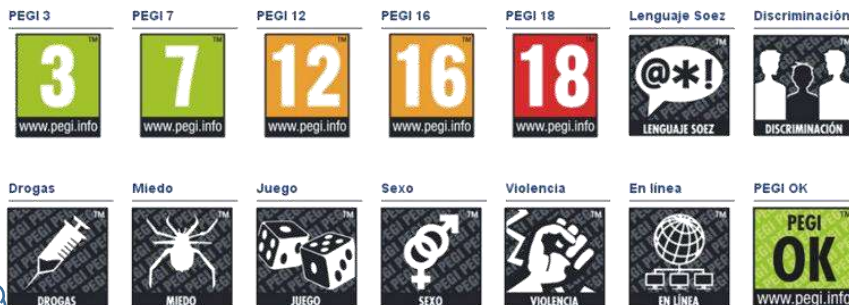 PEGI 3 PEGI 7 PEGI 12 PEGI 16 PEGI 18 Lenguaje Soez Discriminación
3 7 12 16 18 @*!
www.pegi.info www.pegi.info www.pegi.info www.pegi.info www.pegi.info LENGUAJE SOEZ DISCRIMINACIÓN
Drogas Miedo Juego Sexo Violencia En línea PEGI OK
PEGI
OK
DROGAS MIEDO JUEGO SEXO VIOLENCIA EN LÍNEA www.pegi.info